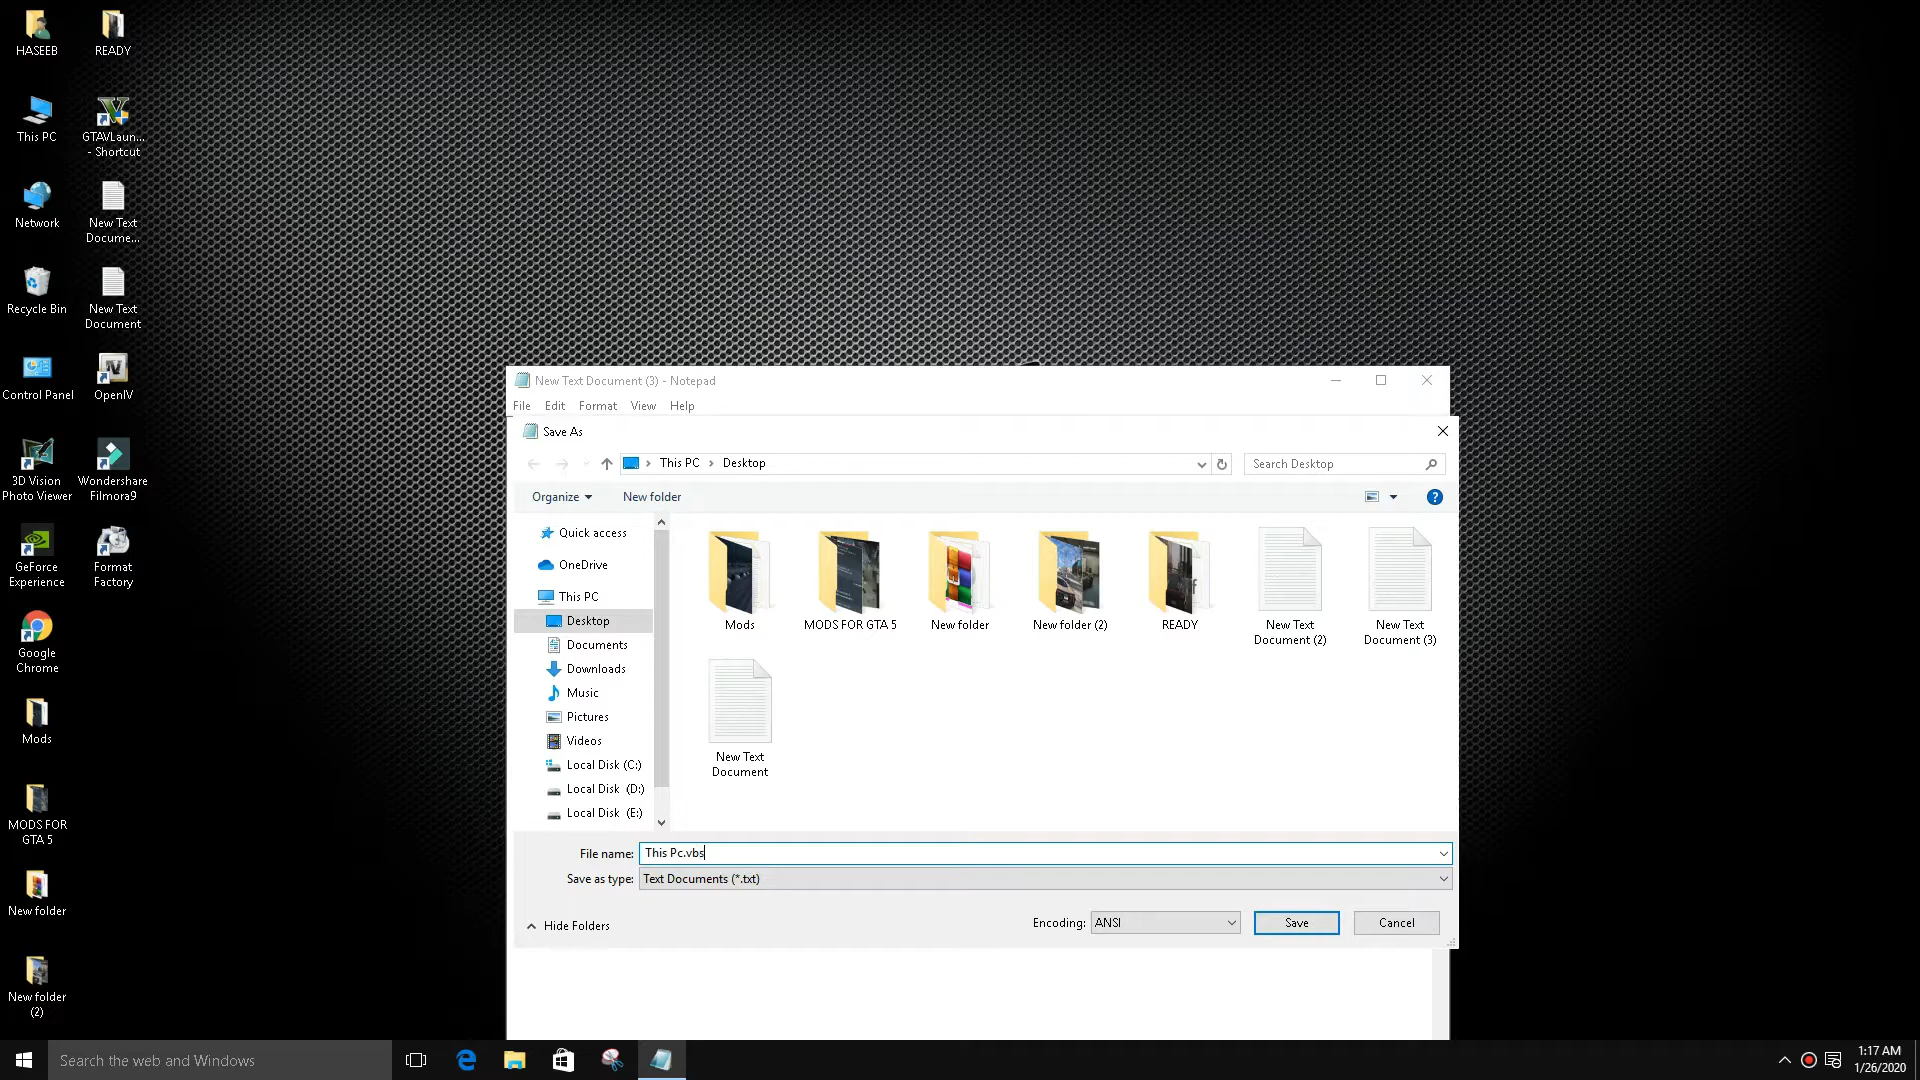 HASEEB
READY
This PC
GTAVLaun...
- Shortcut
Network
New Text
Docume...
Recycle Bin
New Text
Document
Control Panel
OpenIV
3D Vision
Photo Viewer
Wondershare
Filmora9
GeForce
Experience
Format
Factory
Google
Chrome
Mods
MODS FOR
GTA 5
New folder
New folder
(2)
New Text Document (3) - Notepad
File Edit Format View Help
Save As
This PC > Desktop
Search Desktop
Organize New folder
Quick access
OneDrive
This PC
Desktop
Documents
Downloads
Music
Pictures
Videos
Local Disk (C:)
Local Disk (D:)
Local Disk (E:)
Mods
MODS FOR GTA 5
New folder
New folder (2)
READY
New Text
Document (2)
New Text
Document (3)
New Text
Document
File name: This Pc.vbs
Save as type: Text Documents (*.txt)
Hide Folders
Encoding: ANSI
Save
Cancel
Search the web and Windows
1:17 AM
1/26/2020